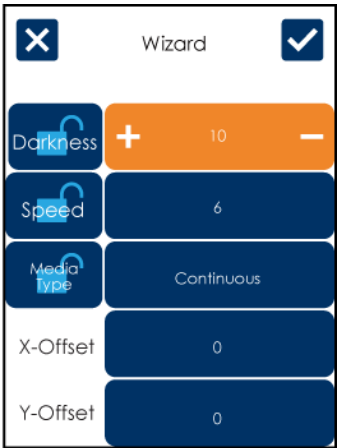 Wizard
Darkness
+ 10 −
Speed
6
Media
Type
Continuous
X-Offset
0
Y-Offset
0